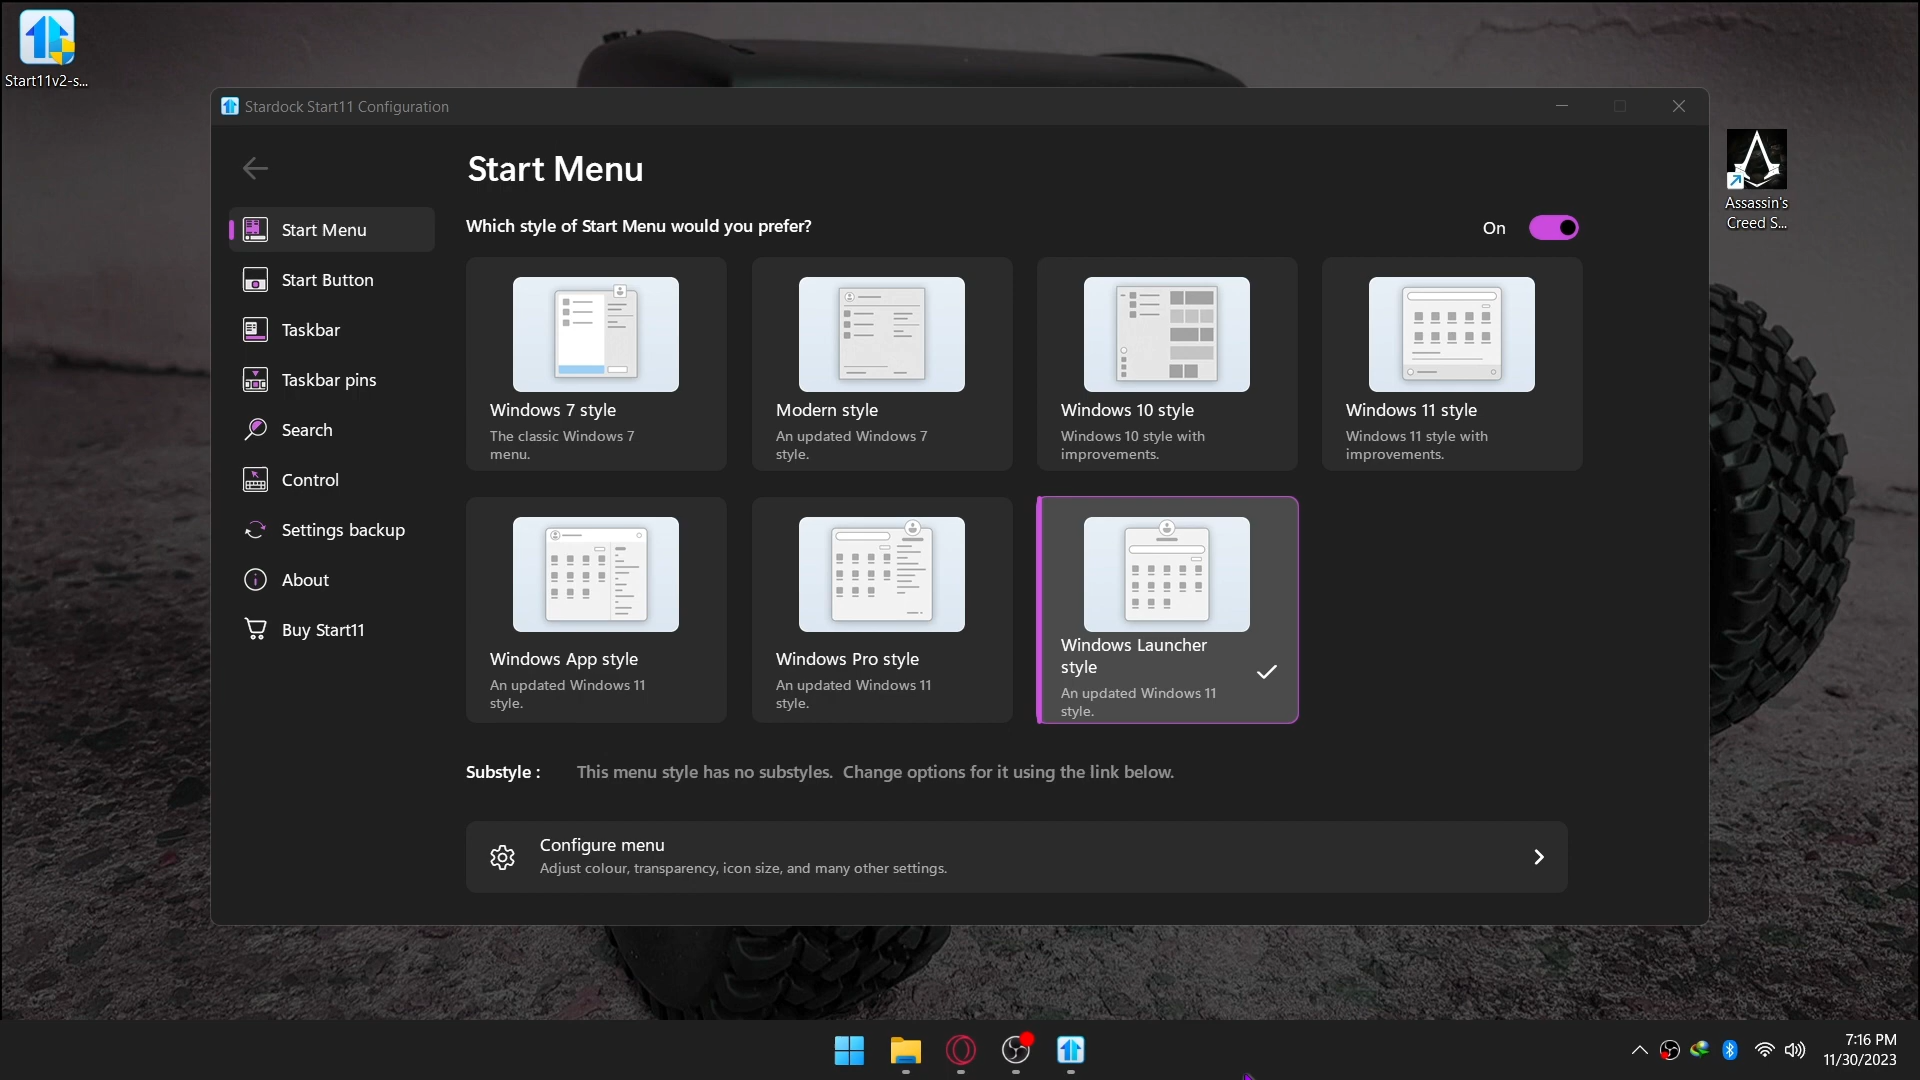 Start11v2-s...
Stardock Start11 Configuration
Start Menu
Start Menu
Start Button
Taskbar
Taskbar pins
Search
Control
Settings backup
About
Buy Start11
Which style of Start Menu would you prefer?
On
Windows 7 style
The classic Windows 7
menu.
Modern style
An updated Windows 7
style.
Windows 10 style
Windows 10 style with
improvements.
Windows 11 style
Windows 11 style with
improvements.
Windows App style
An updated Windows 11
style.
Windows Pro style
An updated Windows 11
style.
Windows Launcher
style
An updated Windows 11
style.
Substyle :
This menu style has no substyles. Change options for it using the link below.
Configure menu
Adjust colour, transparency, icon size, and many other settings.
Assassin's
Creed S...
7:16 PM
11/30/2023